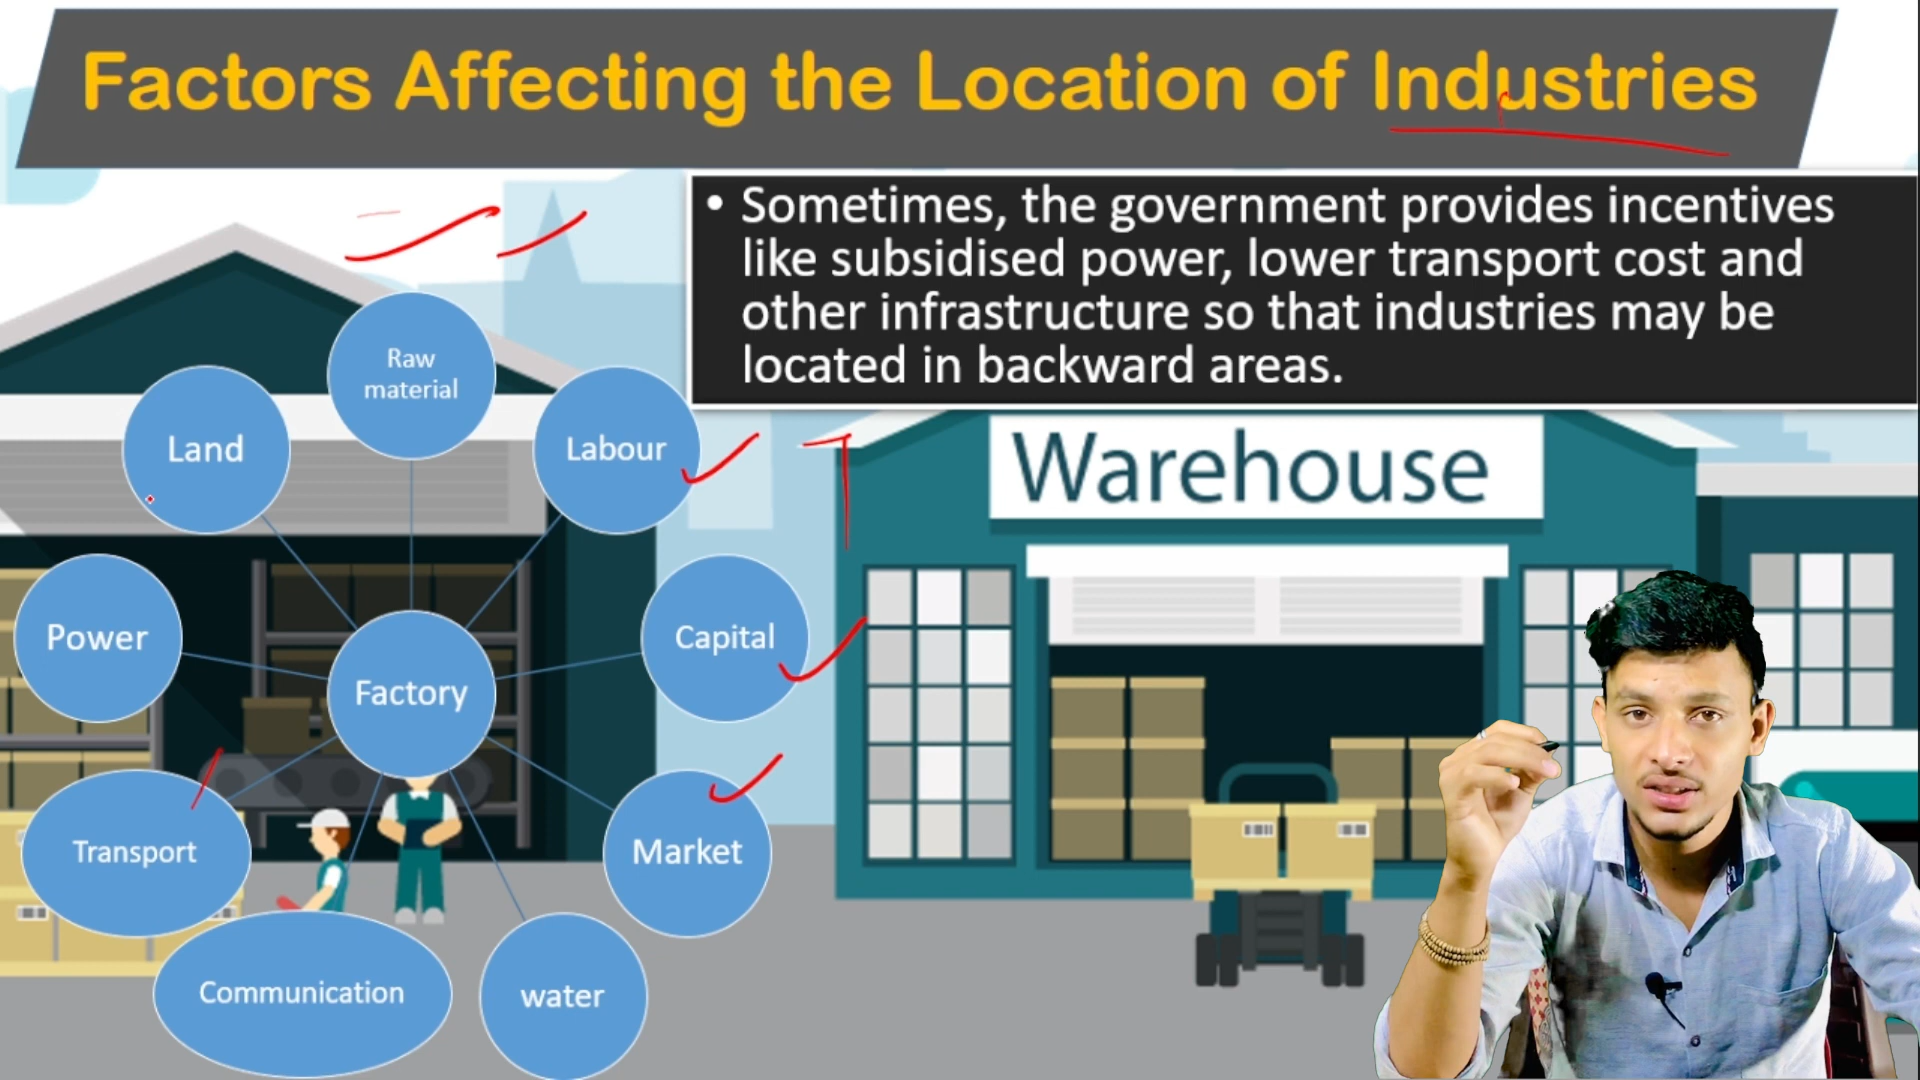 Factors Affecting the Location of Industries
• Sometimes, the government provides incentives
like subsidised power, lower transport cost and
other infrastructure so that industries may be
located in backward areas.
Raw
material
Land
Labour
Warehouse
Power
Capital
Factory
Transport
Market
Communication
water